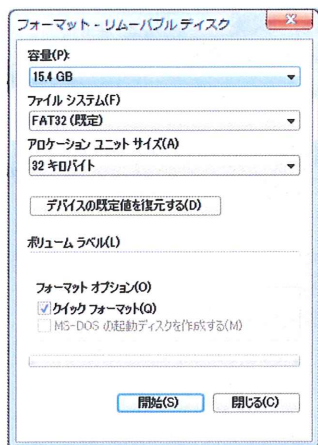 フォーマット - リムーバブル ディスク
容量(P):
15.4 GB
ファイル システム(F)
FAT32 (既定)
アロケーション ユニット サイズ(A)
32 キロバイト
デバイスの既定値を復元する(D)
ボリューム ラベル(L)
フォーマット オプション(O)
クイック フォーマット(Q)
MS-DOS の起動ディスクを作成する(M)
開始(S)
閉じる(C)